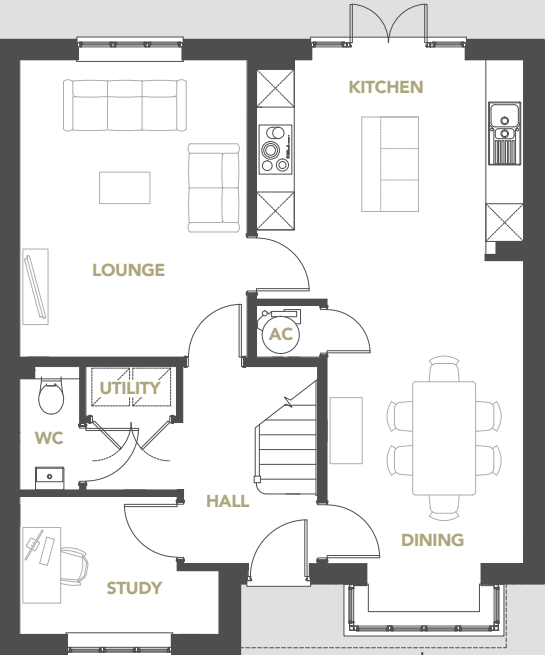 KITCHEN
LOUNGE
AC
UTILITY
WC
HALL
DINING
STUDY